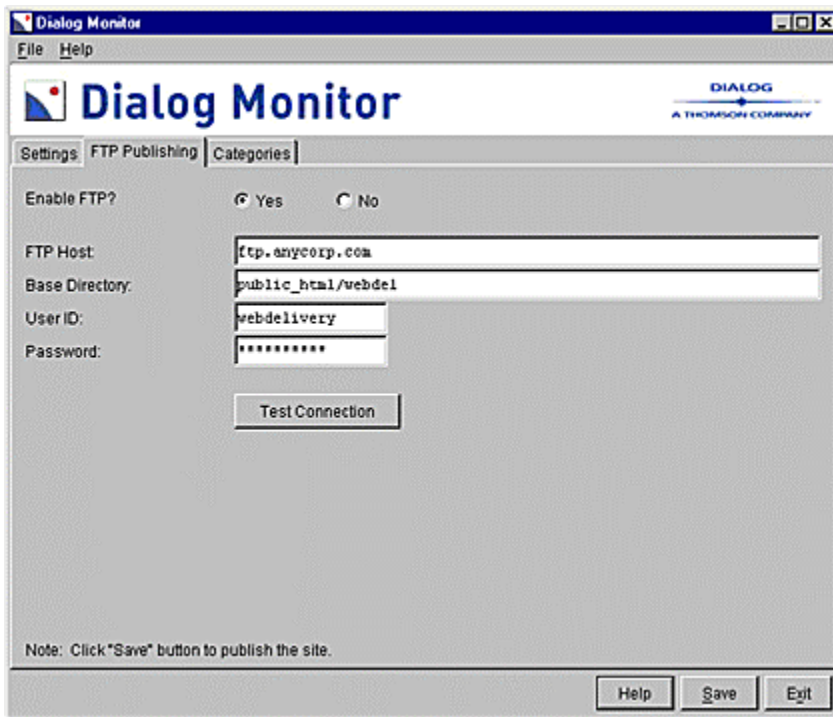 Dialog Monitor
File Help
Dialog Monitor
DIALOG
A THOMSON COMPANY
Settings FTP Publishing Categories
Enable FTP? Yes No
FTP Host: ftp.anycorp.com
Base Directory: public_html/webdel
User ID: webdelivery
Password: **********
Test Connection
Note: Click "Save" button to publish the site.
Help Save Exit